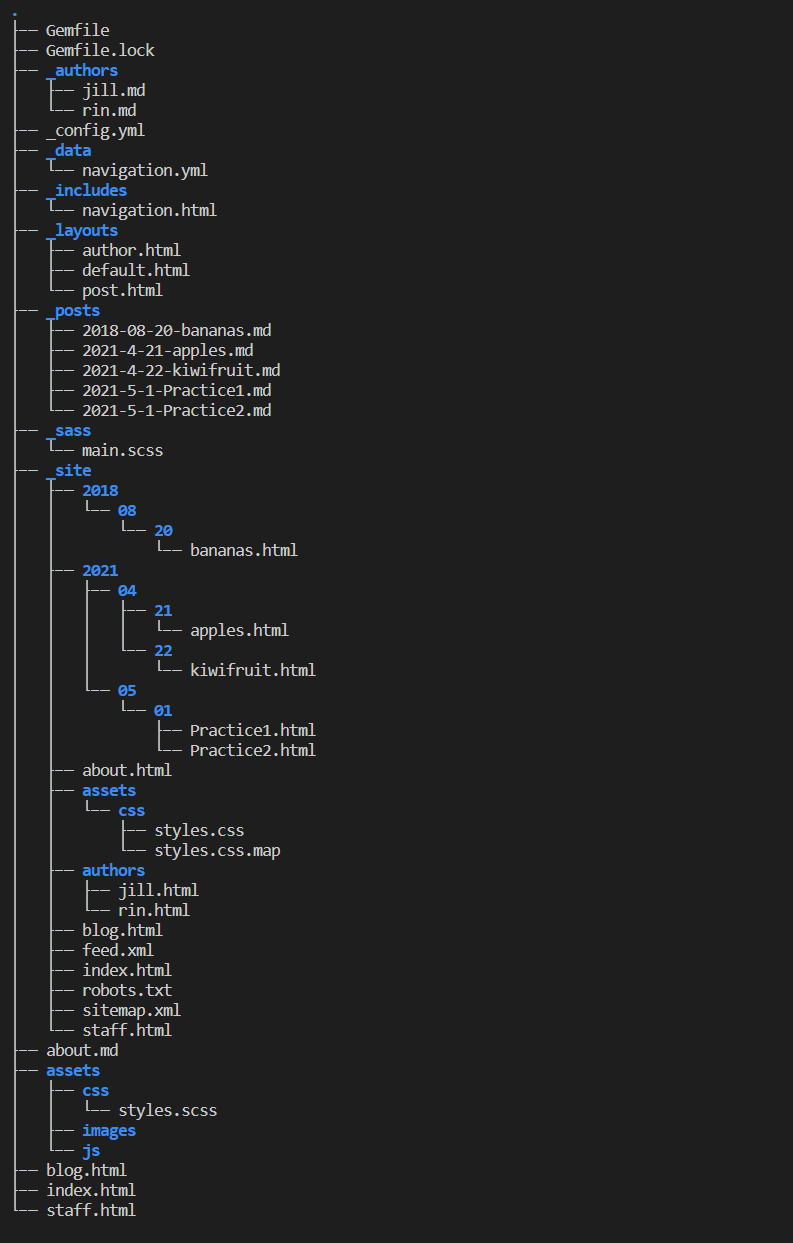 .
├── Gemfile
├── Gemfile.lock
├── _authors
│   ├── jill.md
│   └── rin.md
├── _config.yml
├── _data
│   └── navigation.yml
├── _includes
│   └── navigation.html
├── _layouts
│   ├── author.html
│   ├── default.html
│   └── post.html
├── _posts
│   ├── 2018-08-20-bananas.md
│   ├── 2021-4-21-apples.md
│   ├── 2021-4-22-kiwifruit.md
│   ├── 2021-5-1-Practice1.md
│   └── 2021-5-1-Practice2.md
├── _sass
│   └── main.scss
├── _site
│   ├── 2018
│   │   └── 08
│   │       └── 20
│   │           └── bananas.html
│   ├── 2021
│   │   ├── 04
│   │   │   ├── 21
│   │   │   │   └── apples.html
│   │   │   └── 22
│   │   │       └── kiwifruit.html
│   │   └── 05
│   │       └── 01
│   │           ├── Practice1.html
│   │           └── Practice2.html
│   ├── about.html
│   ├── assets
│   │   └── css
│   │       ├── styles.css
│   │       └── styles.css.map
│   ├── authors
│   │   ├── jill.html
│   │   └── rin.html
│   ├── blog.html
│   ├── feed.xml
│   ├── index.html
│   ├── robots.txt
│   ├── sitemap.xml
│   └── staff.html
├── about.md
├── assets
│   ├── css
│   │   └── styles.scss
│   ├── images
│   └── js
├── blog.html
├── index.html
└── staff.html